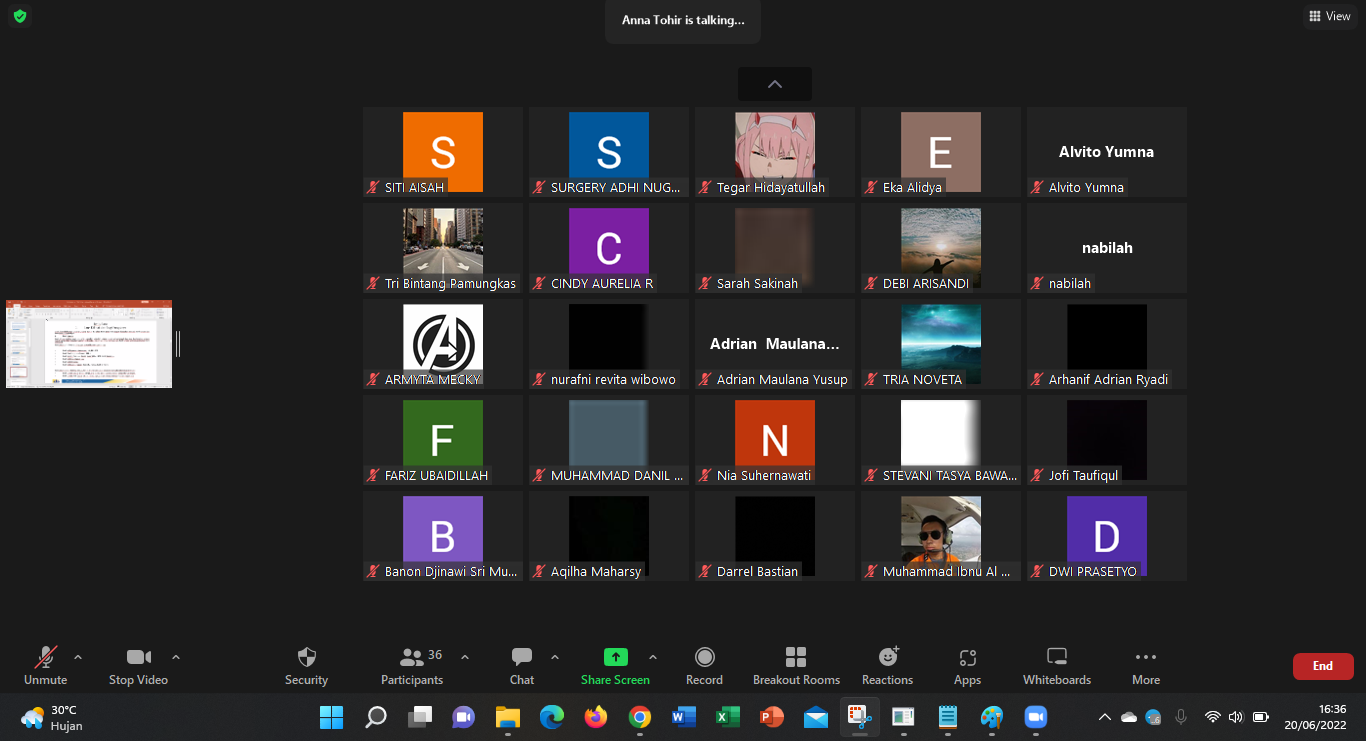 Anna Tohir is talking...
View
S
SITI AISAH
S
SURGERY ADHI NUG...
Tegar Hidayatullah
E
Eka Alidya
Alvito Yumna
Alvito Yumna
Tri Bintang Pamungkas
C
CINDY AURELIA R
Sarah Sakinah
DEBI ARISANDI
nabilah
nabilah
A
ARMYTA MECKY
nurafni revita wibowo
Adrian Maulana...
Adrian Maulana Yusup
TRIA NOVETA
Arhanif Adrian Ryadi
F
FARIZ UBAIDILLAH
MUHAMMAD DANIL ...
N
Nia Suhernawati
STEVANI TASYA BAWA...
Jofi Taufiqul
B
Banon Djinawi Sri Mu...
Aqilha Maharsy
Darrel Bastian
Muhammad Ibnu Al ...
D
DWI PRASETYO
Unmute
Stop Video
Security
36
Participants
Chat
Share Screen
Record
Breakout Rooms
Reactions
Apps
Whiteboards
More
End
30°C
Hujan
16:36
20/06/2022